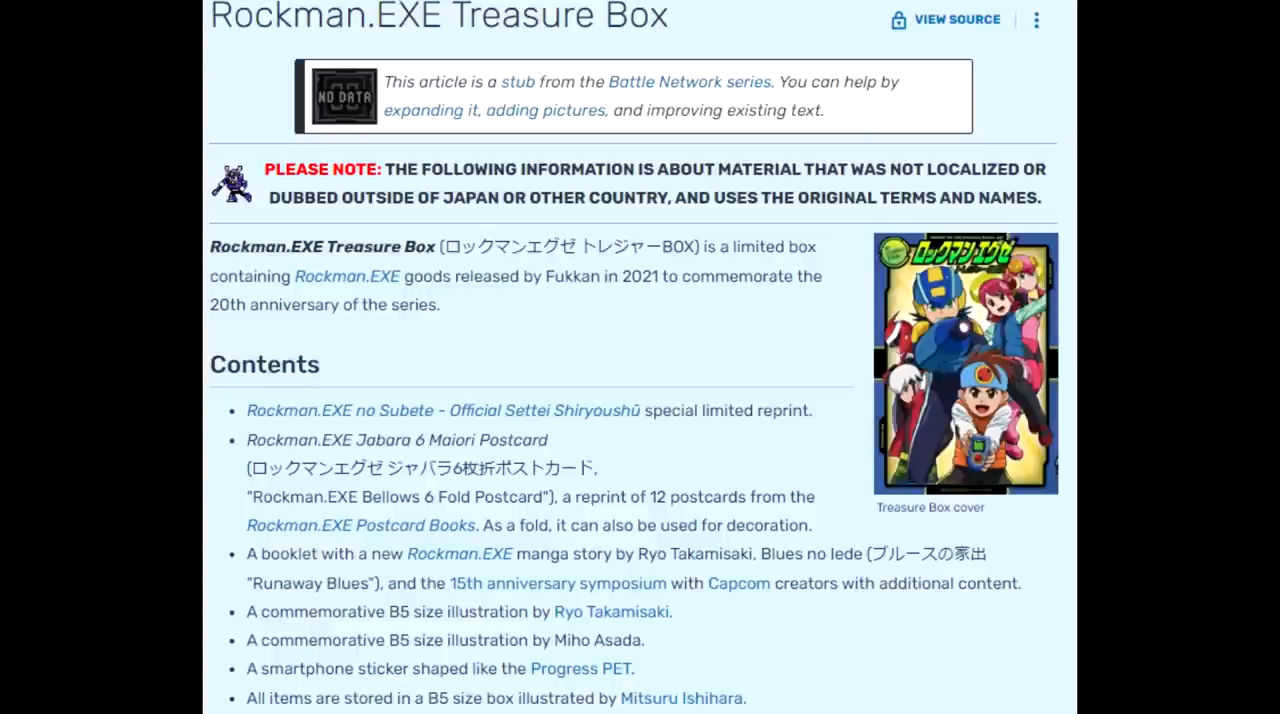 Rockman.EXE Treasure Box
VIEW SOURCE
NO DATA
This article is a stub from the Battle Network series. You can help by
expanding it, adding pictures, and improving existing text.
PLEASE NOTE: THE FOLLOWING INFORMATION IS ABOUT MATERIAL THAT WAS NOT LOCALIZED OR
DUBBED OUTSIDE OF JAPAN OR OTHER COUNTRY, AND USES THE ORIGINAL TERMS AND NAMES.
Rockman.EXE Treasure Box (ロックマンエグゼ トレジャーBOX) is a limited box
containing Rockman.EXE goods released by Fukkan in 2021 to commemorate the
20th anniversary of the series.
ロックマンエグゼ
Treasure Box cover
Contents
• Rockman.EXE no Subete - Official Settei Shiryoushū special limited reprint.
• Rockman.EXE Jabara 6 Maiori Postcard
(ロックマンエグゼ ジャバラ6枚折ポストカード,
"Rockman.EXE Bellows 6 Fold Postcard"), a reprint of 12 postcards from the
Rockman.EXE Postcard Books. As a fold, it can also be used for decoration.
• A booklet with a new Rockman.EXE manga story by Ryo Takamisaki, Blues no Iede (ブルースの家出
"Runaway Blues"), and the 15th anniversary symposium with Capcom creators with additional content.
• A commemorative B5 size illustration by Ryo Takamisaki.
• A commemorative B5 size illustration by Miho Asada.
• A smartphone sticker shaped like the Progress PET.
• All items are stored in a B5 size box illustrated by Mitsuru Ishihara.